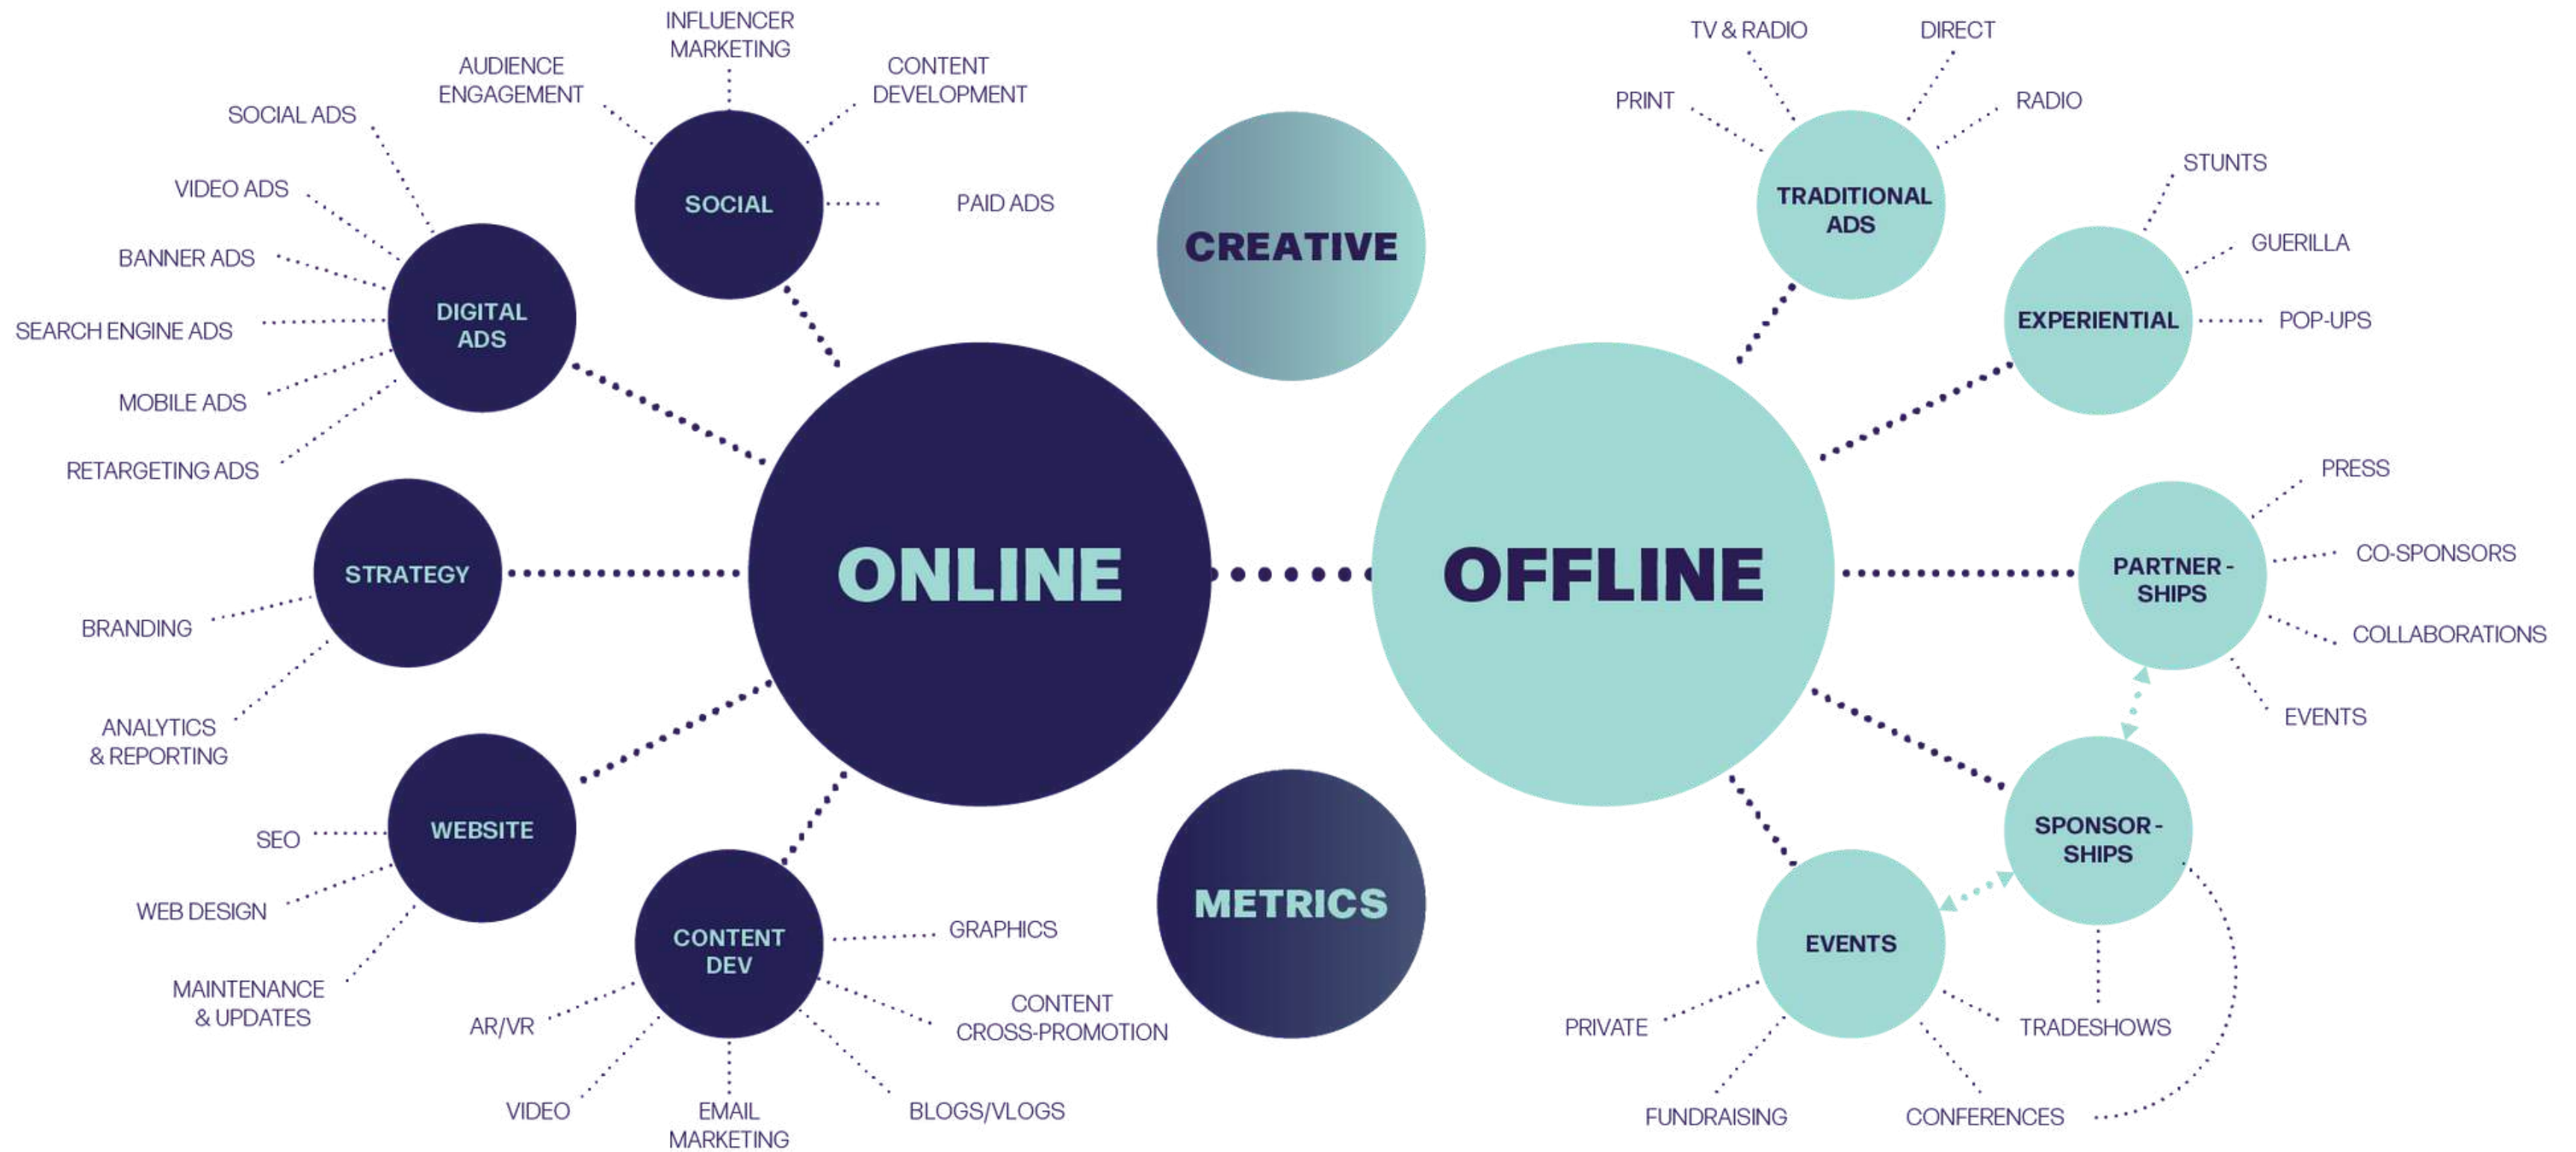 INFLUENCER
MARKETING
AUDIENCE
ENGAGEMENT
CONTENT
DEVELOPMENT
PAID ADS
SOCIAL
SOCIAL ADS
VIDEO ADS
BANNER ADS
SEARCH ENGINE ADS
MOBILE ADS
RETARGETING ADS
DIGITAL
ADS
STRATEGY
BRANDING
ANALYTICS
& REPORTING
WEBSITE
SEO
WEB DESIGN
MAINTENANCE
& UPDATES
CONTENT
DEV
GRAPHICS
CONTENT
CROSS-PROMOTION
AR/VR
VIDEO
EMAIL
MARKETING
BLOGS/VLOGS
ONLINE
CREATIVE
METRICS
OFFLINE
TV & RADIO
DIRECT
PRINT
RADIO
TRADITIONAL
ADS
STUNTS
GUERILLA
POP-UPS
EXPERIENTIAL
PRESS
CO-SPONSORS
COLLABORATIONS
EVENTS
PARTNER-
SHIPS
SPONSOR-
SHIPS
EVENTS
PRIVATE
FUNDRAISING
CONFERENCES
TRADESHOWS